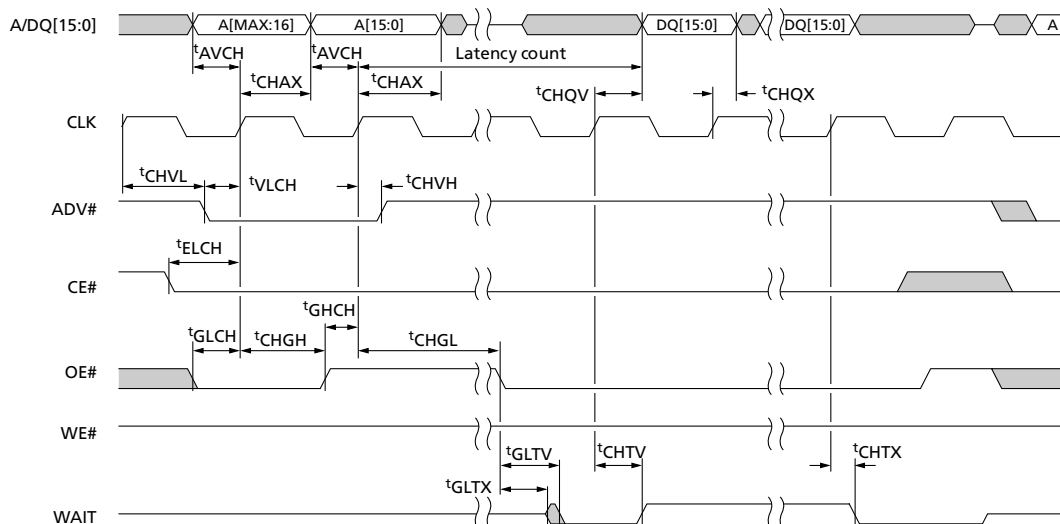 A/DQ[15:0] A[MAX:16] A[15:0] DQ[15:0] DQ[15:0] A
tAVCH tAVCH Latency count
tCHAX tCHAX tCHQV tCHQX
CLK
tCHVL tVLCH tCHVH
ADV#
tELCH
CE#
tGHCH
tGLCH tCHGH tCHGL
OE#
WE#
tGLTV tCHTV tCHTX
tGLTX
WAIT